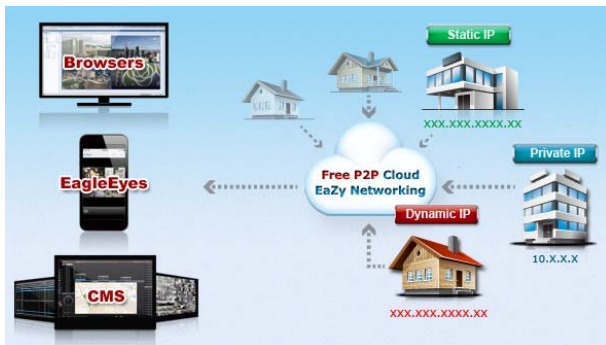 Browsers
EagleEyes
CMS
Static IP
XXX.XXX.XXXX.XX
Free P2P Cloud
EaZy Networking
Private IP
10.X.X.X
Dynamic IP
XXX.XXX.XXXX.XX